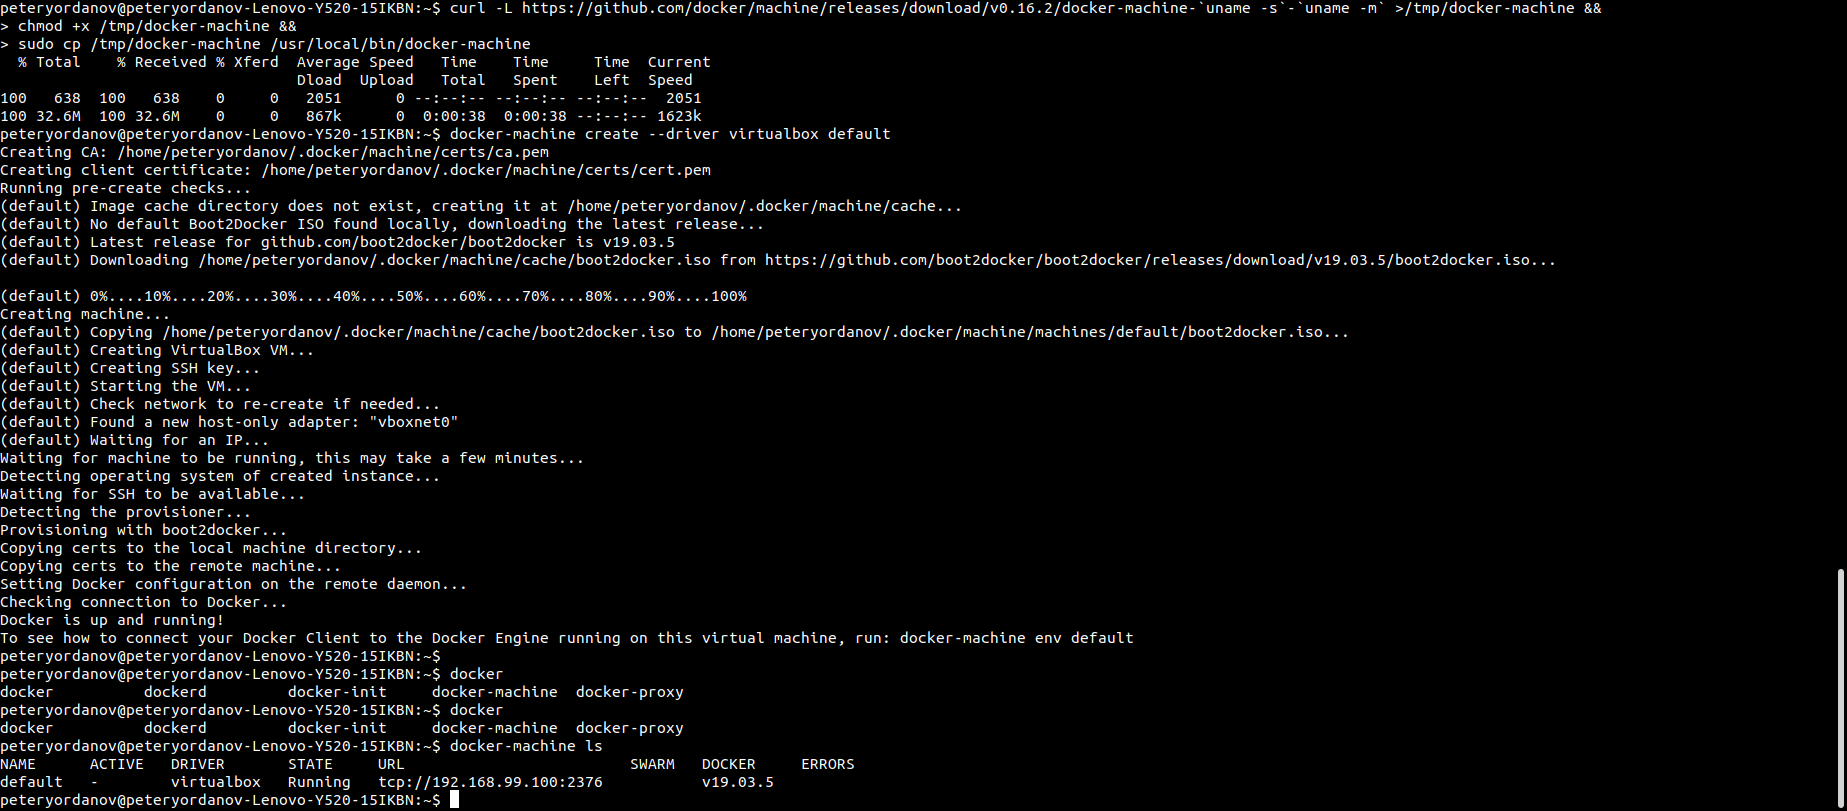 peteryordanov@peteryordanov-Lenovo-Y520-15IKBN:~$ curl -L https://github.com/docker/machine/releases/download/v0.16.2/docker-machine-`uname -s`-`uname -m` >/tmp/docker-machine &&
> chmod +x /tmp/docker-machine &&
> sudo cp /tmp/docker-machine /usr/local/bin/docker-machine
  % Total    % Received % Xferd  Average Speed   Time    Time     Time  Current
                                 Dload  Upload   Total   Spent    Left  Speed
100   638  100   638    0     0   2051      0 --:--:-- --:--:-- --:--:--  2051
100 32.6M  100 32.6M    0     0   867k      0  0:00:38  0:00:38 --:--:-- 1623k
peteryordanov@peteryordanov-Lenovo-Y520-15IKBN:~$ docker-machine create --driver virtualbox default
Creating CA: /home/peteryordanov/.docker/machine/certs/ca.pem
Creating client certificate: /home/peteryordanov/.docker/machine/certs/cert.pem
Running pre-create checks...
(default) Image cache directory does not exist, creating it at /home/peteryordanov/.docker/machine/cache...
(default) No default Boot2Docker ISO found locally, downloading the latest release...
(default) Latest release for github.com/boot2docker/boot2docker is v19.03.5
(default) Downloading /home/peteryordanov/.docker/machine/cache/boot2docker.iso from https://github.com/boot2docker/boot2docker/releases/download/v19.03.5/boot2docker.iso...
(default) 0%....10%....20%....30%....40%....50%....60%....70%....80%....90%....100%
Creating machine...
(default) Copying /home/peteryordanov/.docker/machine/cache/boot2docker.iso to /home/peteryordanov/.docker/machine/machines/default/boot2docker.iso...
(default) Creating VirtualBox VM...
(default) Creating SSH key...
(default) Starting the VM...
(default) Check network to re-create if needed...
(default) Found a new host-only adapter: "vboxnet0"
(default) Waiting for an IP...
Waiting for machine to be running, this may take a few minutes...
Detecting operating system of created instance...
Waiting for SSH to be available...
Detecting the provisioner...
Provisioning with boot2docker...
Copying certs to the local machine directory...
Copying certs to the remote machine...
Setting Docker configuration on the remote daemon...
Checking connection to Docker...
Docker is up and running!
To see how to connect your Docker Client to the Docker Engine running on this virtual machine, run: docker-machine env default
peteryordanov@peteryordanov-Lenovo-Y520-15IKBN:~$
peteryordanov@peteryordanov-Lenovo-Y520-15IKBN:~$ docker
docker          dockerd         docker-init     docker-machine  docker-proxy
peteryordanov@peteryordanov-Lenovo-Y520-15IKBN:~$ docker
docker          dockerd         docker-init     docker-machine  docker-proxy
peteryordanov@peteryordanov-Lenovo-Y520-15IKBN:~$ docker-machine ls
NAME      ACTIVE   DRIVER       STATE     URL                         SWARM   DOCKER     ERRORS
default   -        virtualbox   Running   tcp://192.168.99.100:2376           v19.03.5
peteryordanov@peteryordanov-Lenovo-Y520-15IKBN:~$